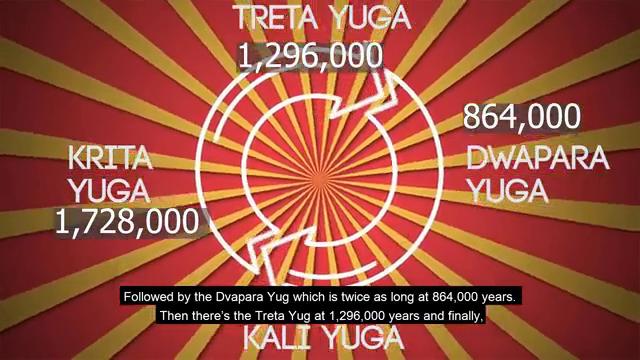 TRETA YUGA
1,296,000
864,000
DWAPARA
YUGA
KRITA
YUGA
1,728,000
Followed by the Dvapara Yug which is twice as long at 864,000 years.
Then there's the Treta Yug at 1,296,000 years and finally,
KALI YUGA